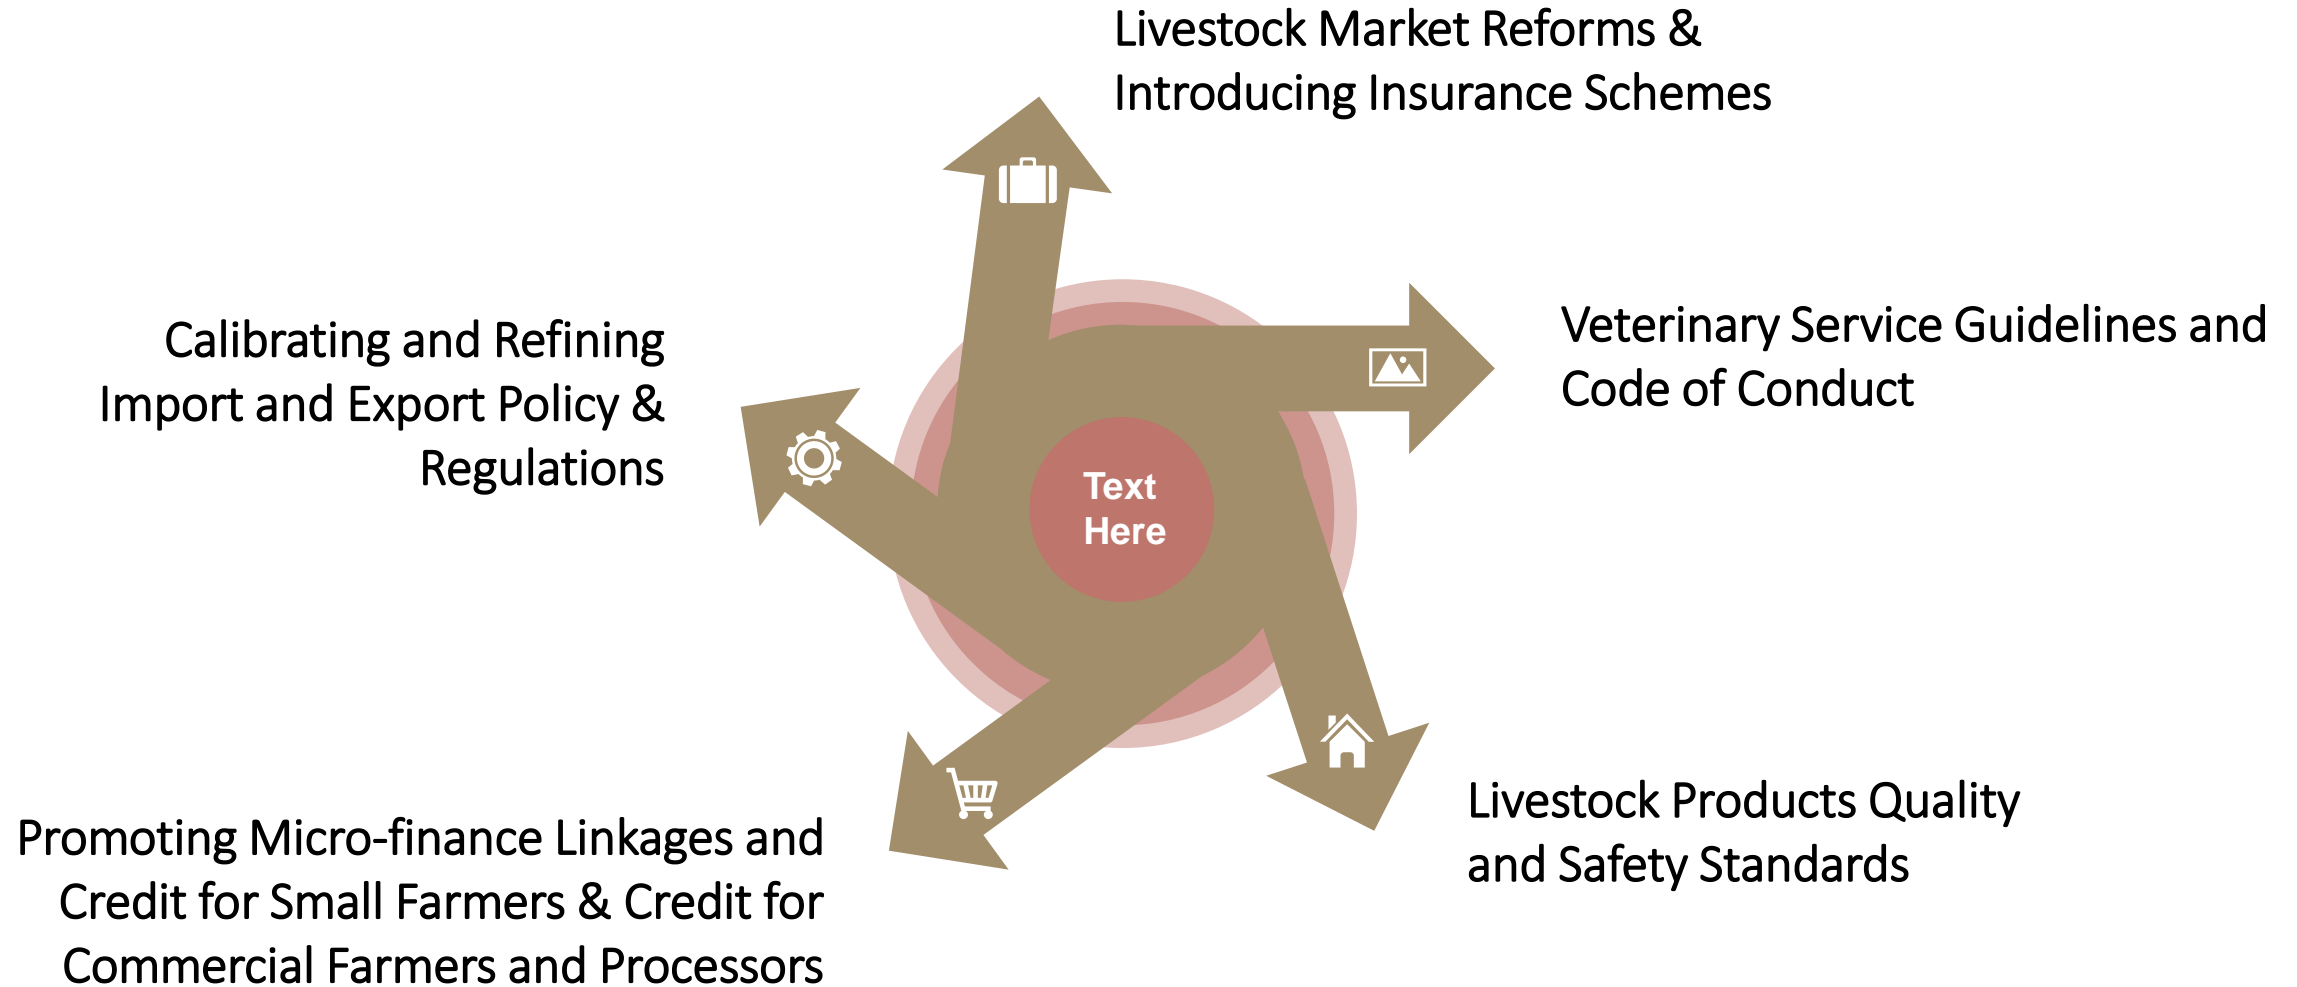 Livestock Market Reforms &
Introducing Insurance Schemes
Veterinary Service Guidelines and
Code of Conduct
Calibrating and Refining
Import and Export Policy &
Regulations
Text
Here
Livestock Products Quality
and Safety Standards
Promoting Micro-finance Linkages and
Credit for Small Farmers & Credit for
Commercial Farmers and Processors